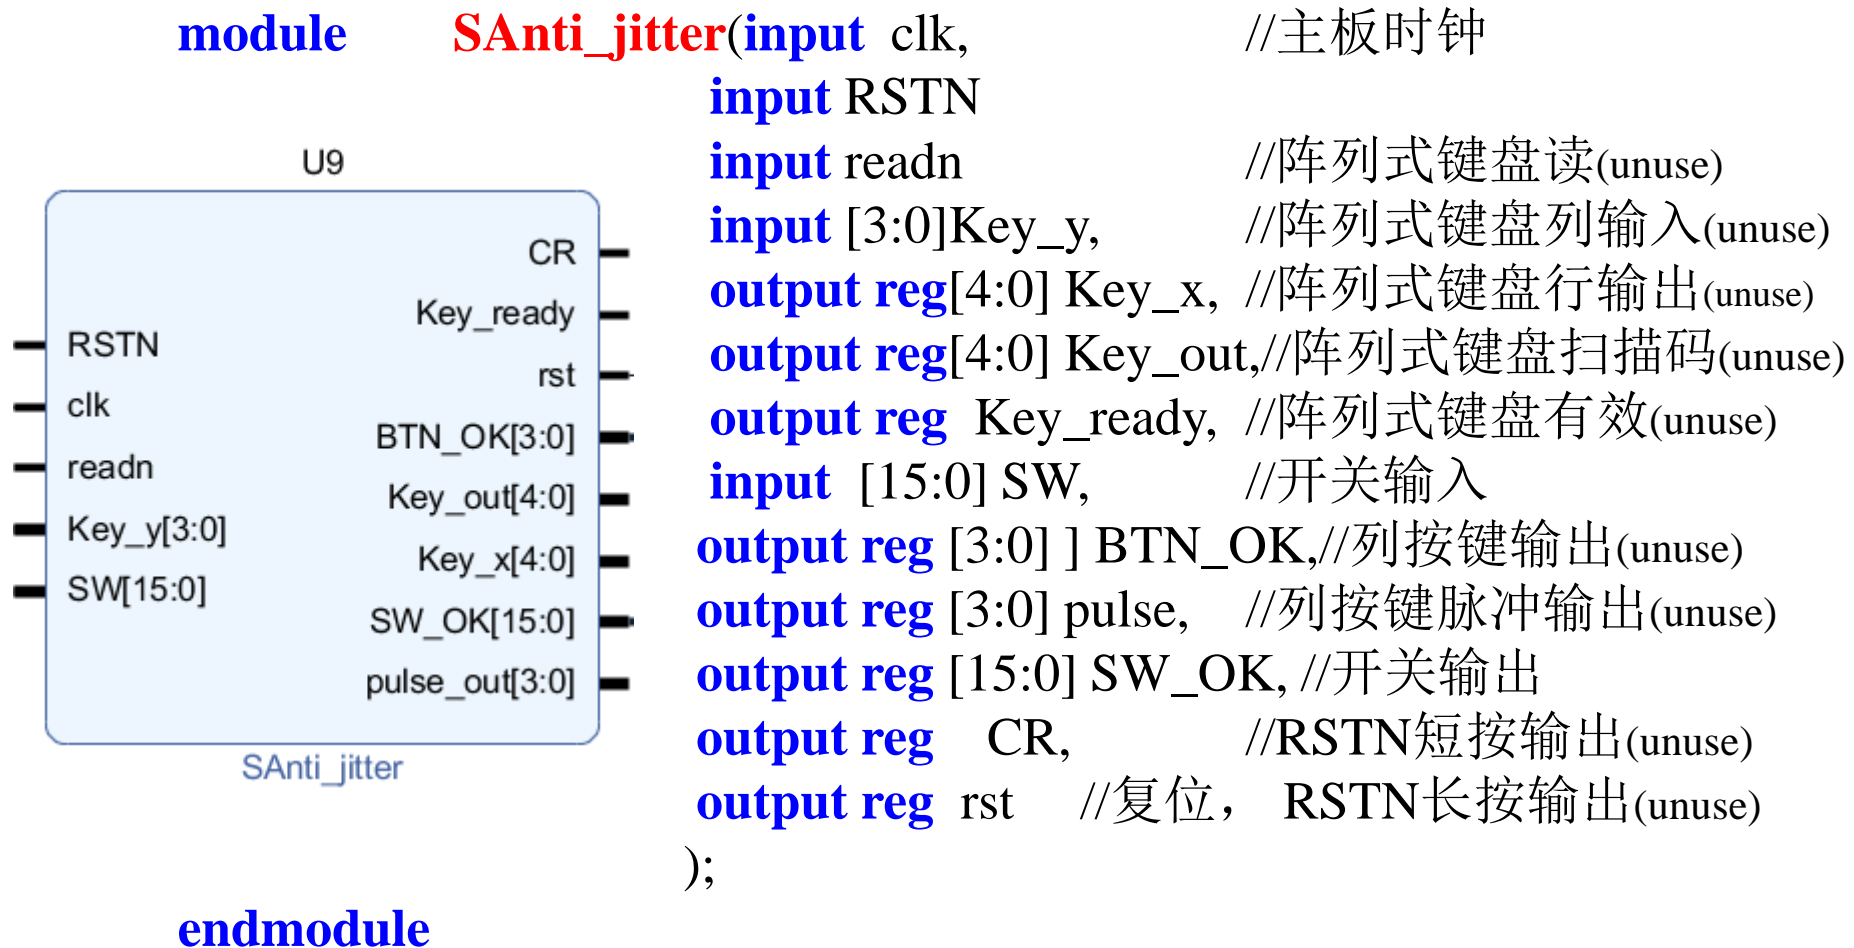 module SAnti_jitter(input clk, //主板时钟
input RSTN
input readn //阵列式键盘读(unuse)
input [3:0]Key_y, //阵列式键盘列输入(unuse)
output reg[4:0] Key_x, //阵列式键盘行输出(unuse)
output reg[4:0] Key_out,//阵列式键盘扫描码(unuse)
output reg Key_ready, //阵列式键盘有效(unuse)
input [15:0] SW, //开关输入
output reg [3:0] ] BTN_OK,//列按键输出(unuse)
output reg [3:0] pulse, //列按键脉冲输出(unuse)
output reg [15:0] SW_OK, //开关输出
output reg CR, //RSTN短按输出(unuse)
output reg rst //复位， RSTN长按输出(unuse)
);
endmodule
U9
RSTN
clk
readn
Key_y[3:0]
SW[15:0]
CR
Key_ready
rst
BTN_OK[3:0]
Key_out[4:0]
Key_x[4:0]
SW_OK[15:0]
pulse_out[3:0]
SAnti_jitter